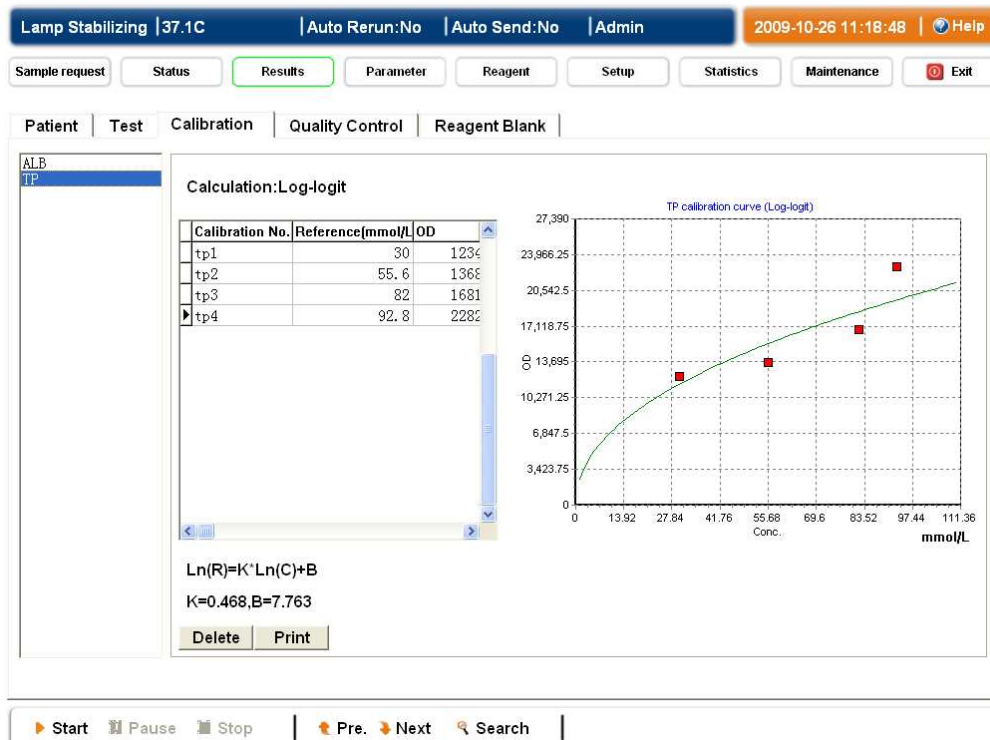 Lamp Stabilizing |37.1C |Auto Rerun:No |Auto Send:No |Admin 2009-10-26 11:18:48 | Help
Sample request Status Results Parameter Reagent Setup Statistics Maintenance Exit
Patient Test Calibration Quality Control Reagent Blank
ALB
TP
Calculation:Log-logit
Calibration No. Reference(mmol/L OD
tp1 30 1234
tp2 55.6 1368
tp3 82 1681
tp4 92.8 2282
Ln(R)=K*Ln(C)+B
K=0.468,B=7.763
Delete Print
TP calibration curve (Log-logit)
27,390
23,966.25
20,542.5
17,118.75
OD 13,695
10,271.25
6,847.5
3,423.75
0
0 13.92 27.84 41.76 55.68 69.6 83.52 97.44 111.36
Conc.
mmol/L
Start Pause Stop Pre. Next Search